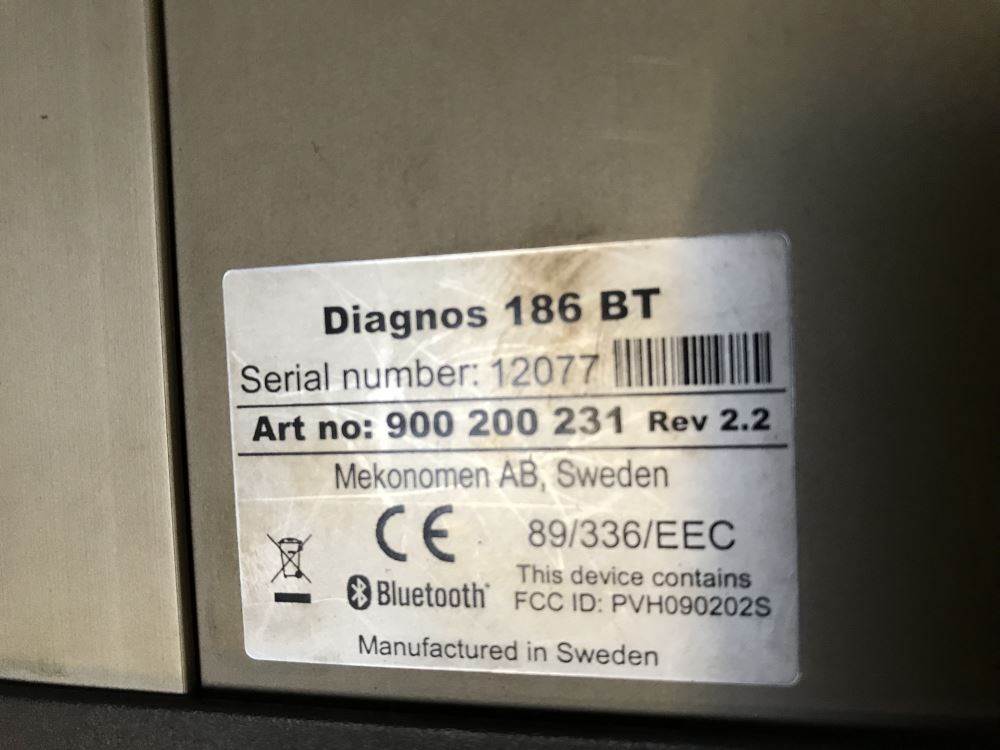 Diagnos 186 BT
Serial number: 12077
Art no: 900 200 231 Rev 2.2
Mekonomen AB, Sweden
CE 89/336/EEC
Bluetooth
This device contains
FCC ID: PVH090202S
Manufactured in Sweden